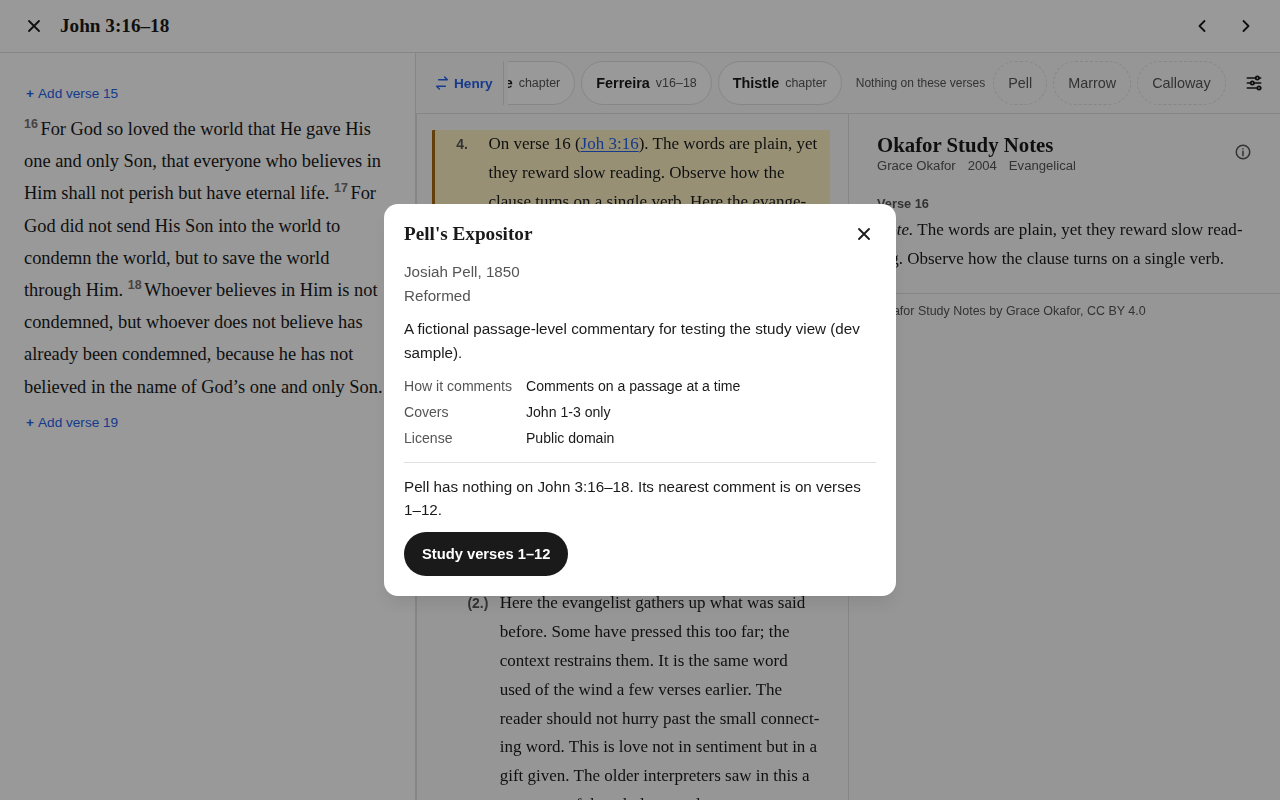 John 3:16–18
+ Add verse 15
16 For God so loved the world that He gave His
one and only Son, that everyone who believes in
Him shall not perish but have eternal life. 17 For
God did not send His Son into the world to
condemn the world, but to save the world
through Him. 18 Whoever believes in Him is not
condemned, but whoever does not believe has
already been condemned, because he has not
believed in the name of God’s one and only Son.
+ Add verse 19
Henry
e chapter
Ferreira v16–18
Thistle chapter
Nothing on these verses
Pell
Marrow
Calloway
4. On verse 16 (Joh 3:16). The words are plain, yet
they reward slow reading. Observe how the
clause turns on a single verb. Here the evange-
(2.) Here the evangelist gathers up what was said
before. Some have pressed this too far; the
context restrains them. It is the same word
used of the wind a few verses earlier. The
reader should not hurry past the small connect-
ing word. This is love not in sentiment but in a
gift given. The older interpreters saw in this a
Okafor Study Notes
Grace Okafor 2004 Evangelical
Verse 16
te. The words are plain, yet they reward slow read-
g. Observe how the clause turns on a single verb.
afor Study Notes by Grace Okafor, CC BY 4.0
Pell's Expositor
Josiah Pell, 1850
Reformed
A fictional passage-level commentary for testing the study view (dev
sample).
How it comments Comments on a passage at a time
Covers John 1-3 only
License Public domain
Pell has nothing on John 3:16–18. Its nearest comment is on verses
1–12.
Study verses 1–12